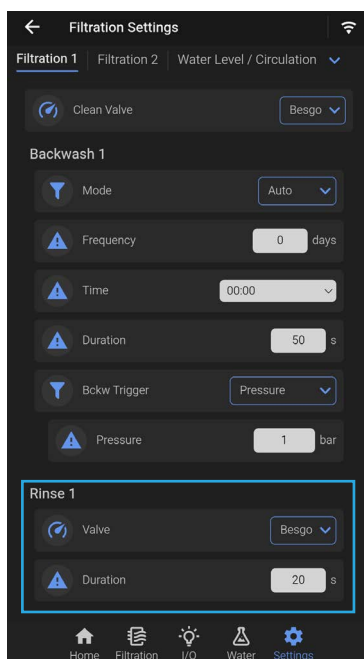 Filtration Settings
Filtration 1 Filtration 2 Water Level / Circulation
Clean Valve Besgo
Backwash 1
Mode Auto
Frequency 0 days
Time 00:00
Duration 50 s
Bckw Trigger Pressure
Pressure 1 bar
Rinse 1
Valve Besgo
Duration 20 s
Home Filtration I/O Water Settings